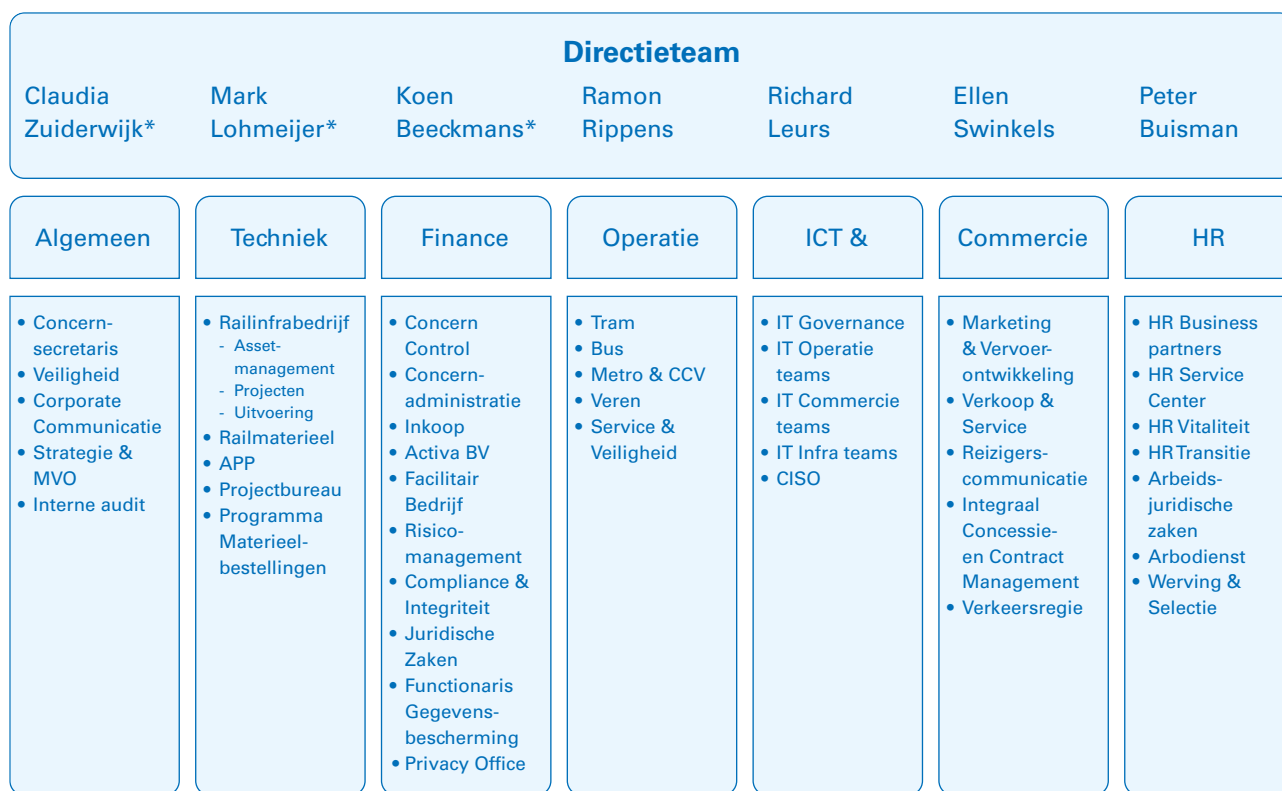 Directieteam
Claudia
Zuiderwijk*
Mark
Lohmeijer*
Koen
Beeckmans*
Ramon
Rippens
Richard
Leurs
Ellen
Swinkels
Peter
Buisman
Algemeen
Techniek
Finance
Operatie
ICT &
Commercie
HR
• Concern-
secretaris
• Veiligheid
• Corporate
Communicatie
• Strategie &
MVO
• Interne audit
• Railinfrabedrijf
- Asset-
management
- Projecten
- Uitvoering
• Railmaterieel
• APP
• Projectbureau
• Programma
Materieel-
bestellingen
• Concern
Control
• Concern-
administratie
• Inkoop
• Activa BV
• Facilitair
Bedrijf
• Risico-
management
• Compliance &
Integriteit
• Juridische
Zaken
• Functionaris
Gegevens-
bescherming
• Privacy Office
• Tram
• Bus
• Metro & CCV
• Veren
• Service &
Veiligheid
• IT Governance
• IT Operatie
teams
• IT Commercie
teams
• IT Infra teams
• CISO
• Marketing
& Vervoer-
ontwikkeling
• Verkoop &
Service
• Reizigers-
communicatie
• Integraal
Concessie-
en Contract
Management
• Verkeersregie
• HR Business
partners
• HR Service
Center
• HR Vitaliteit
• HR Transitie
• Arbeids-
juridische
zaken
• Arbodienst
• Werving &
Selectie